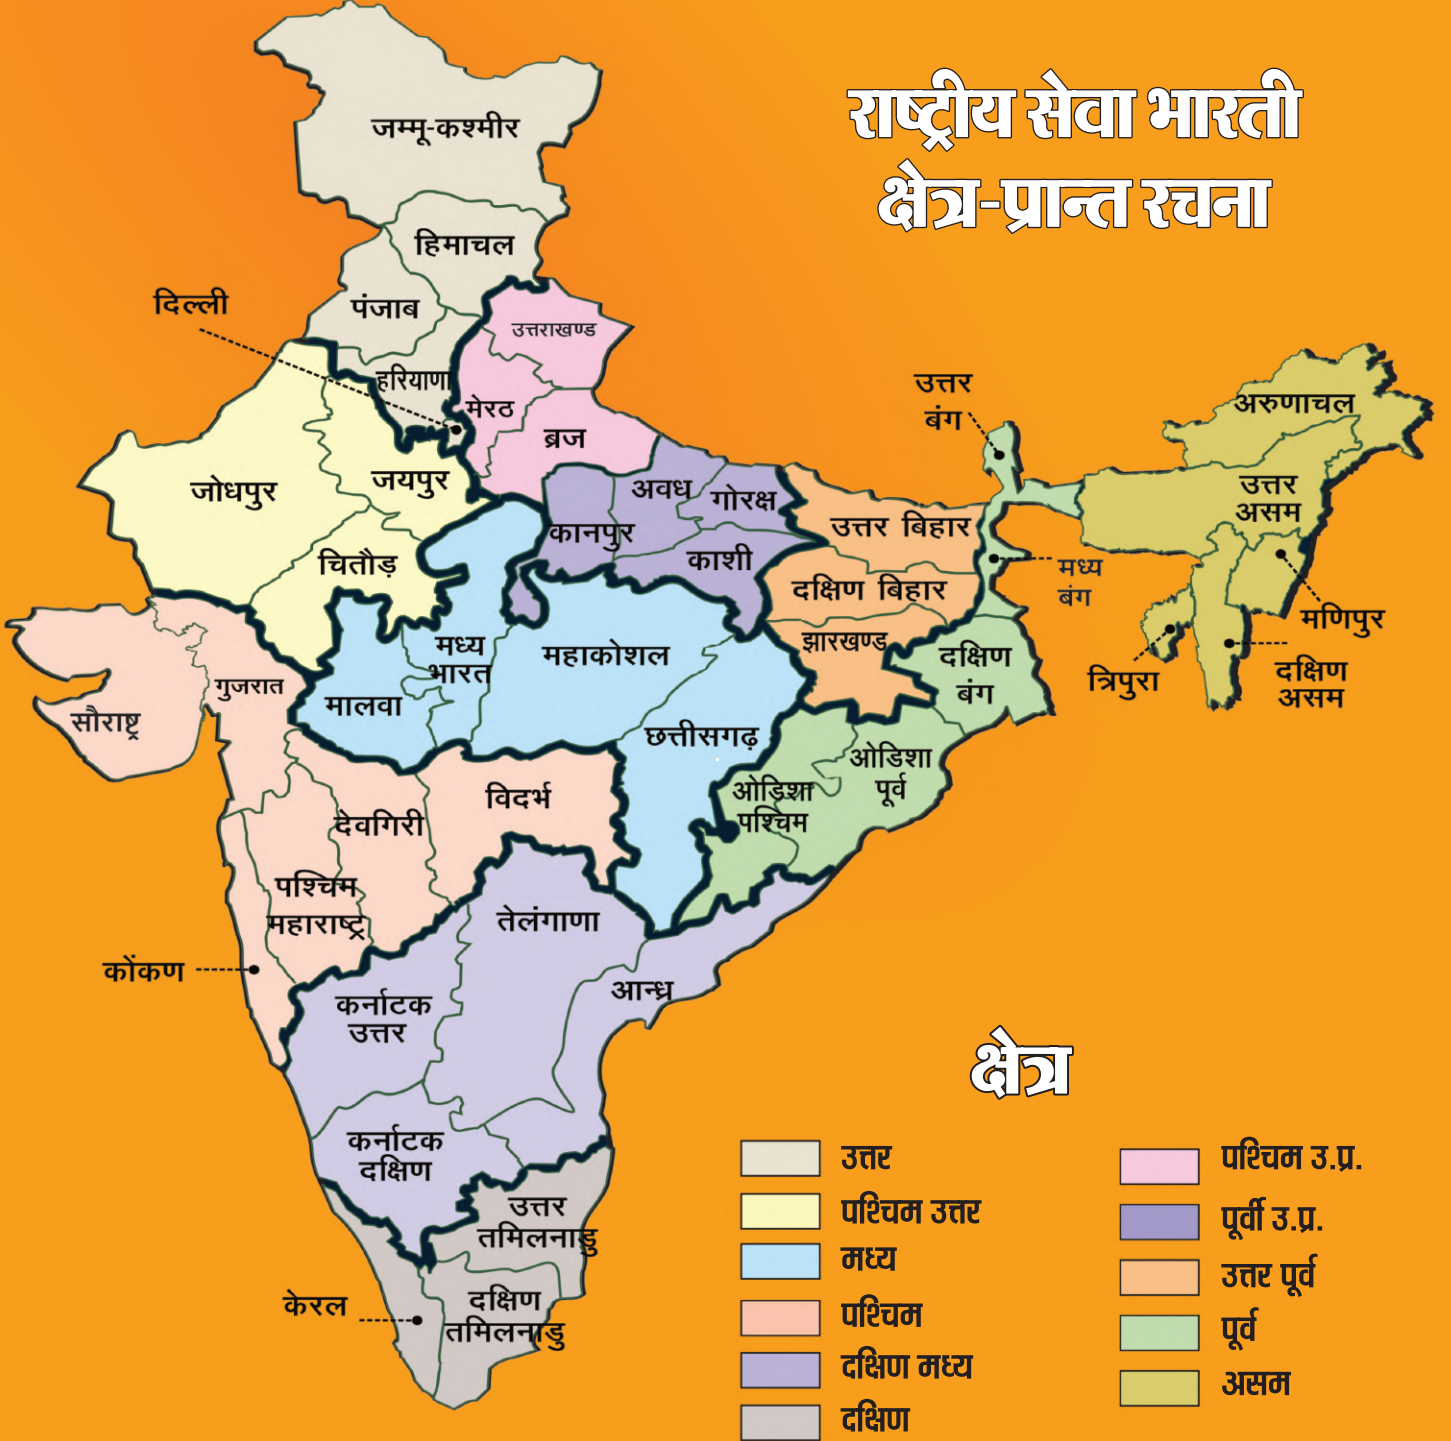 राष्ट्रीय सेवा भारती
क्षेत्र-प्रान्त रचना
जम्मू-कश्मीर
हिमाचल
पंजाब
दिल्ली
उत्तराखण्ड
हरियाणा
मेरठ
ब्रज
जोधपुर
जयपुर
चितौड़
अवध
गोरक्ष
कानपुर
काशी
उत्तर
बंग
अरुणाचल
उत्तर
असम
उत्तर बिहार
दक्षिण बिहार
झारखण्ड
मध्य
बंग
मणिपुर
त्रिपुरा
दक्षिण
असम
दक्षिण
बंग
मध्य
भारत
महाकोशल
मालवा
छत्तीसगढ़
गुजरात
सौराष्ट्र
ओडिशा
पूर्व
ओडिशा
पश्चिम
विदर्भ
देवगिरी
पश्चिम
महाराष्ट्र
कोंकण
तेलंगाणा
आन्ध्र
कर्नाटक
उत्तर
कर्नाटक
दक्षिण
उत्तर
तमिलनाडु
केरल
दक्षिण
तमिलनाडु
क्षेत्र
उत्तर
पश्चिम उत्तर
मध्य
पश्चिम
दक्षिण मध्य
दक्षिण
पश्चिम उ.प्र.
पूर्वी उ.प्र.
उत्तर पूर्व
पूर्व
असम